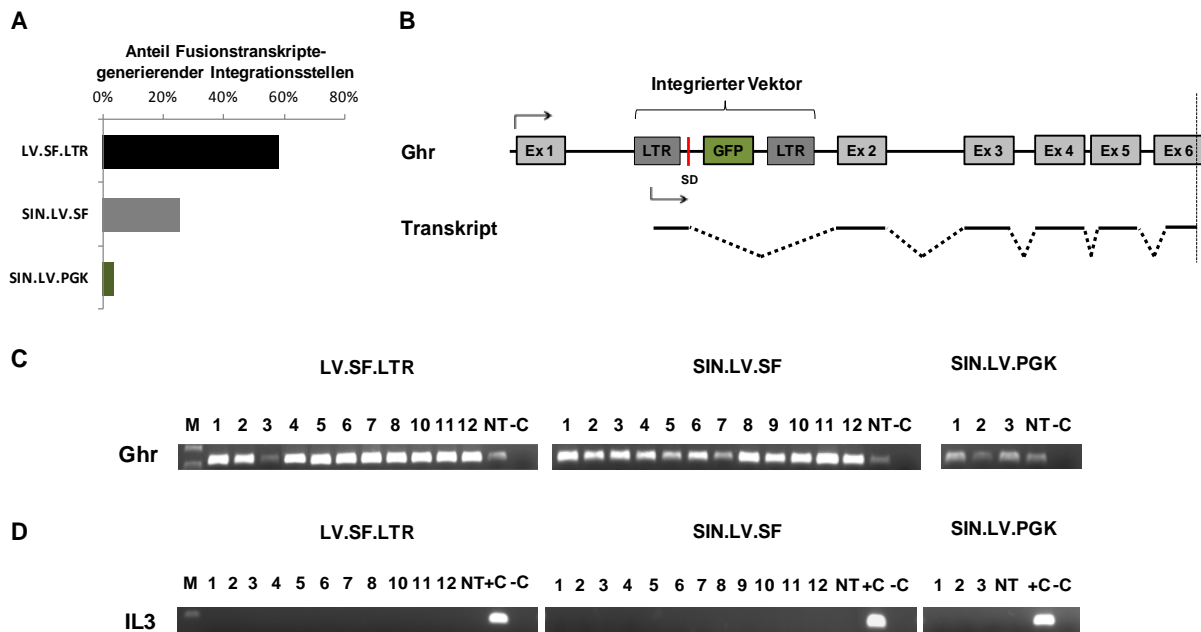 A
Anteil Fusionstranskripte-
generierender Integrationsstellen
0% 20% 40% 60% 80%
LV.SF.LTR
SIN.LV.SF
SIN.LV.PGK
B
Integrierter Vektor
Ghr
Ex 1 LTR GFP LTR Ex 2 Ex 3 Ex 4 Ex 5 Ex 6
SD
Transkript
C
LV.SF.LTR SIN.LV.SF SIN.LV.PGK
M 1 2 3 4 5 6 7 8 10 11 12 NT -C 1 2 3 4 5 6 7 8 9 10 11 12 NT -C 1 2 3 NT -C
Ghr
D
LV.SF.LTR SIN.LV.SF SIN.LV.PGK
M 1 2 3 4 5 6 7 8 10 11 12 NT +C -C 1 2 3 4 5 6 7 8 9 10 11 12 NT +C -C 1 2 3 NT +C -C
IL3